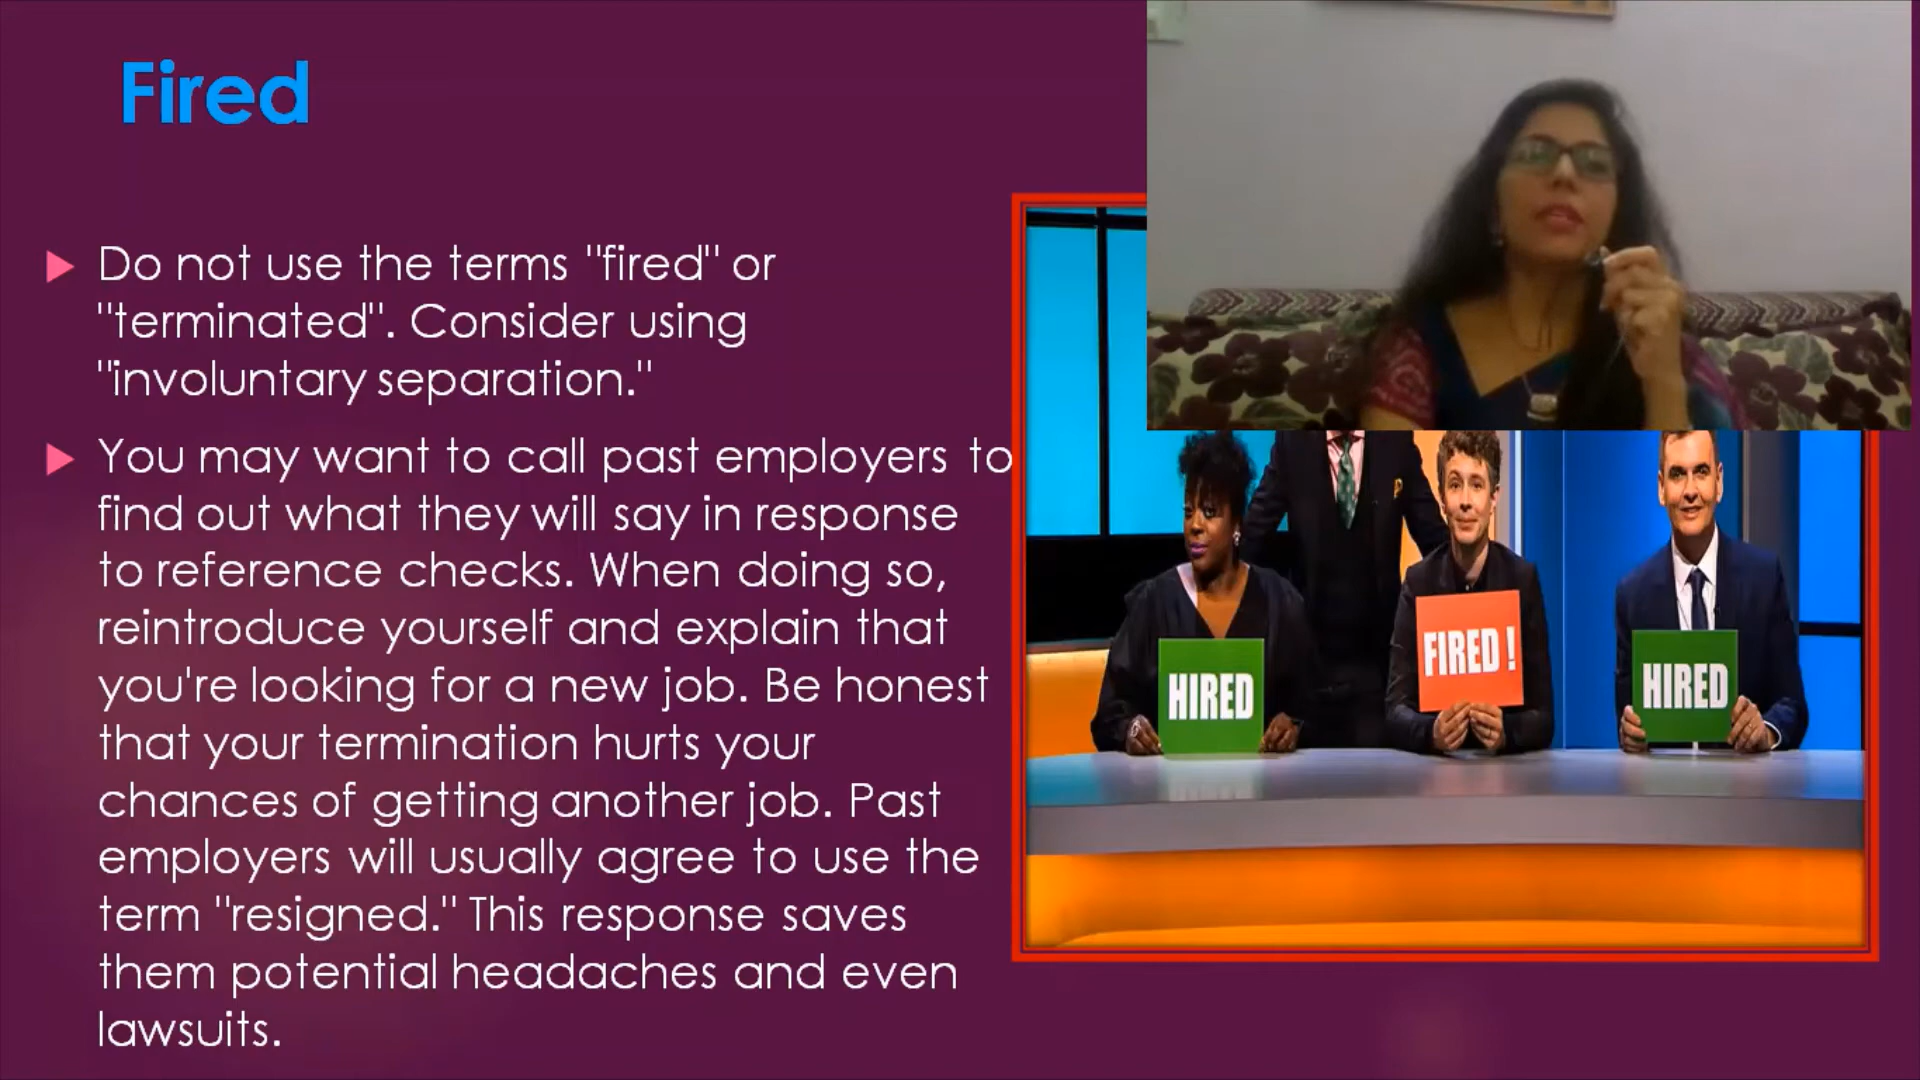 Fired
Do not use the terms "fired" or
"terminated". Consider using
"involuntary separation."
You may want to call past employers to
find out what they will say in response
to reference checks. When doing so,
reintroduce yourself and explain that
you're looking for a new job. Be honest
that your termination hurts your
chances of getting another job. Past
employers will usually agree to use the
term "resigned." This response saves
them potential headaches and even
lawsuits.
HIRED
FIRED !
HIRED